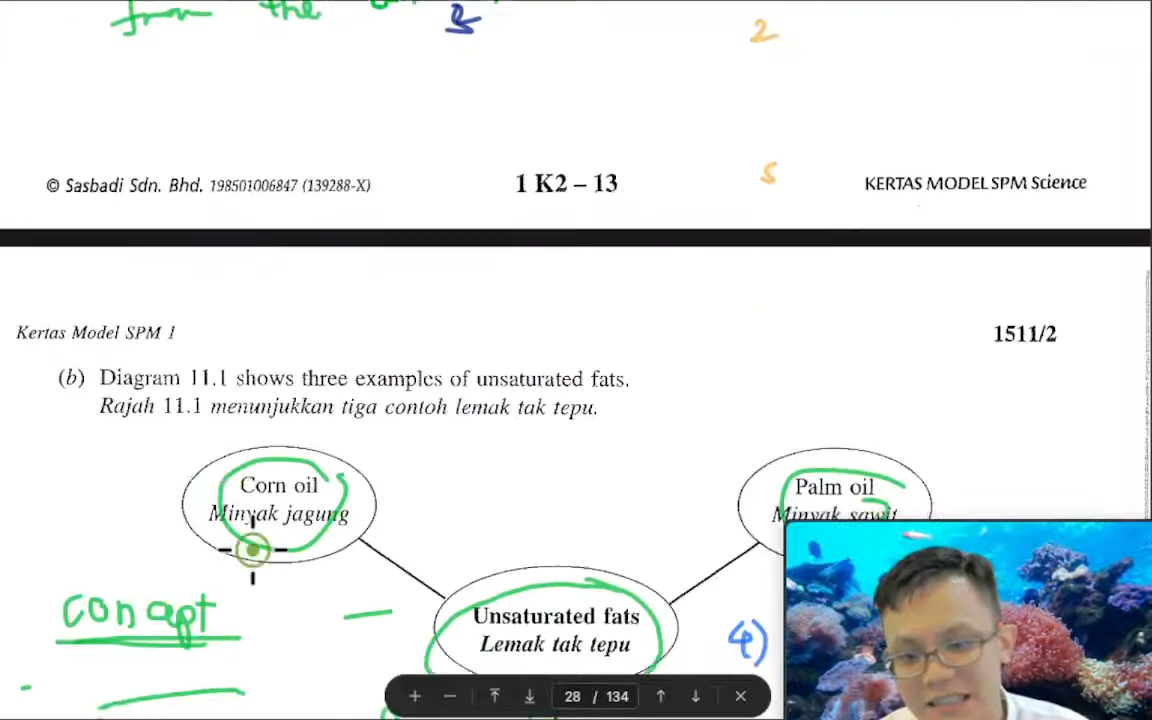 from the
B
2
© Sasbadi Sdn. Bhd. 198501006847 (139288-X)
1 K2 – 13
5
KERTAS MODEL SPM Science
Kertas Model SPM 1
1511/2
(b) Diagram 11.1 shows three examples of unsaturated fats.
Rajah 11.1 menunjukkan tiga contoh lemak tak tepu.
Corn oil
Minyak jagung
Palm oil
Minyak sawit
concept
Unsaturated fats
Lemak tak tepu
4)
28 / 134